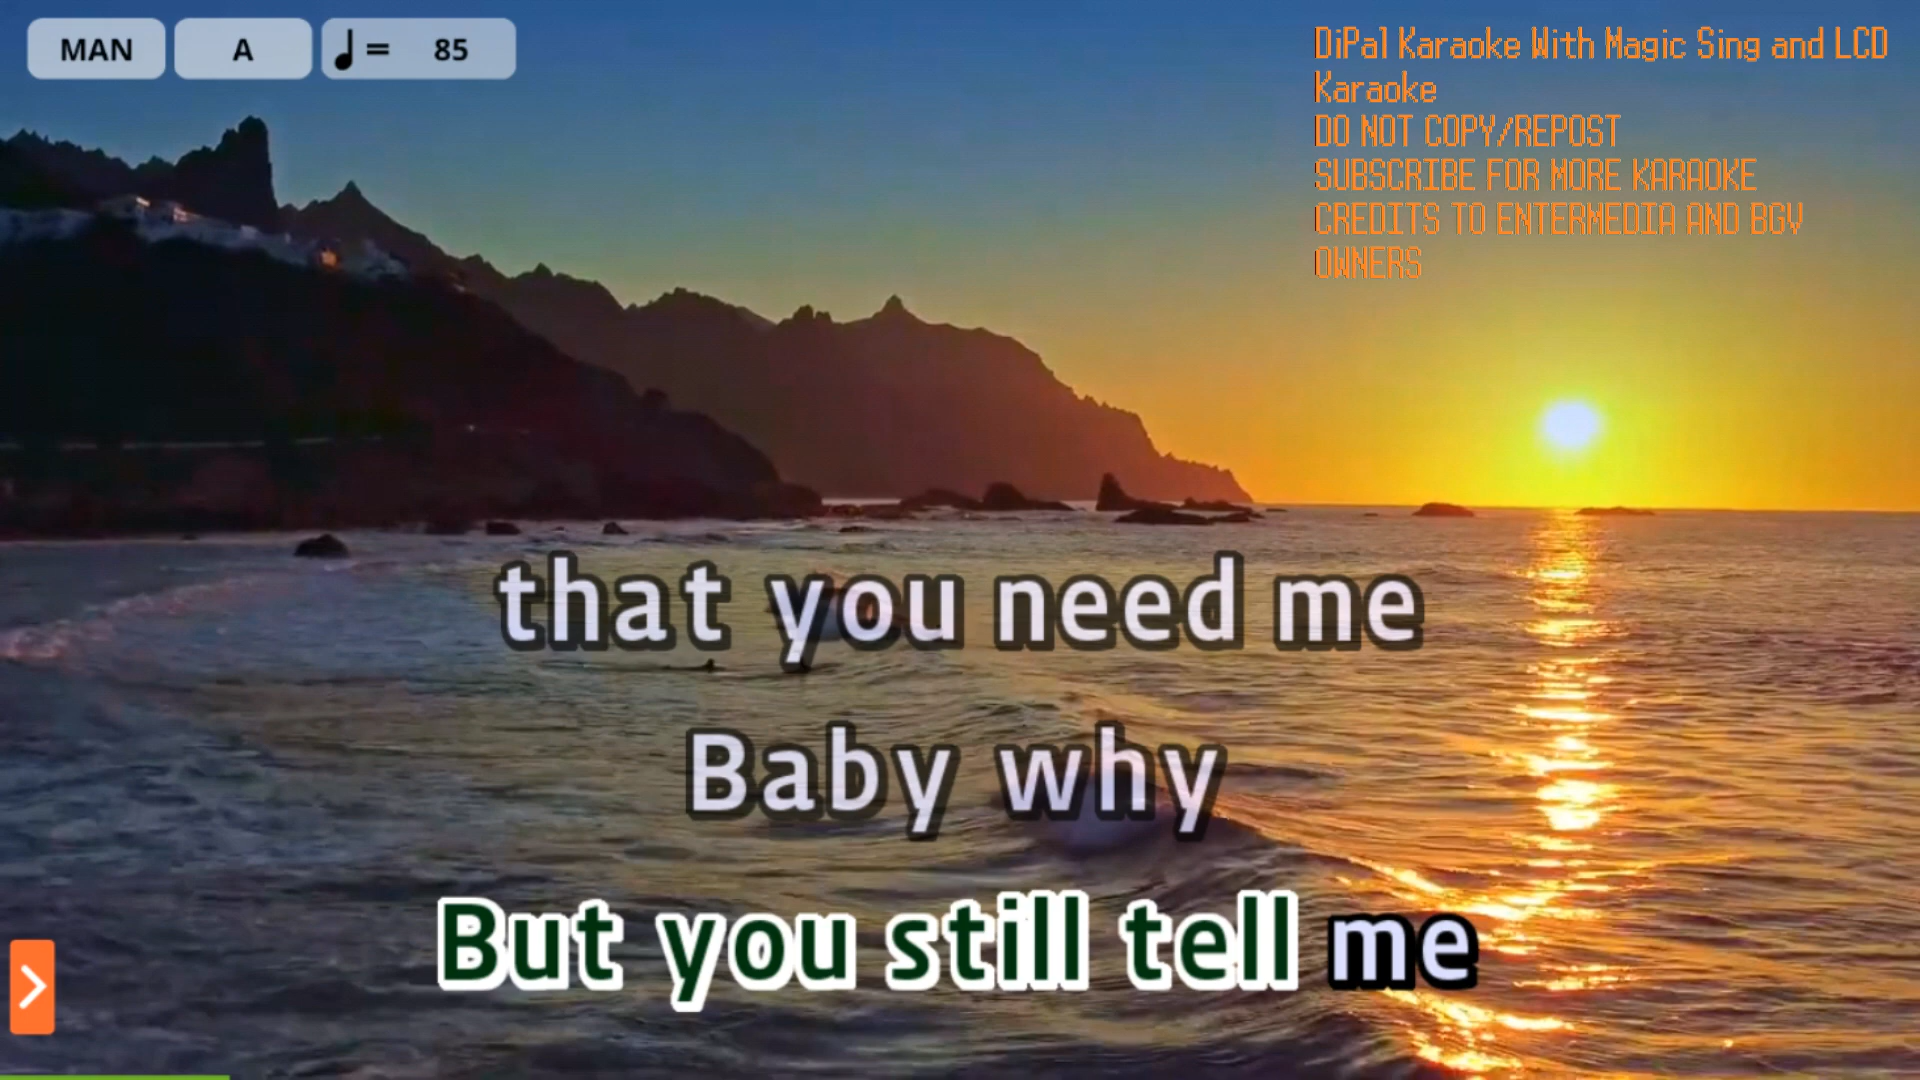 MAN A ♩ = 85
DiPal Karaoke With Magic Sing and LCD
Karaoke
DO NOT COPY/REPOST
SUBSCRIBE FOR MORE KARAOKE
CREDITS TO ENTERMEDIA AND BGV
OWNERS
that you need me
Baby why
But you still tell me